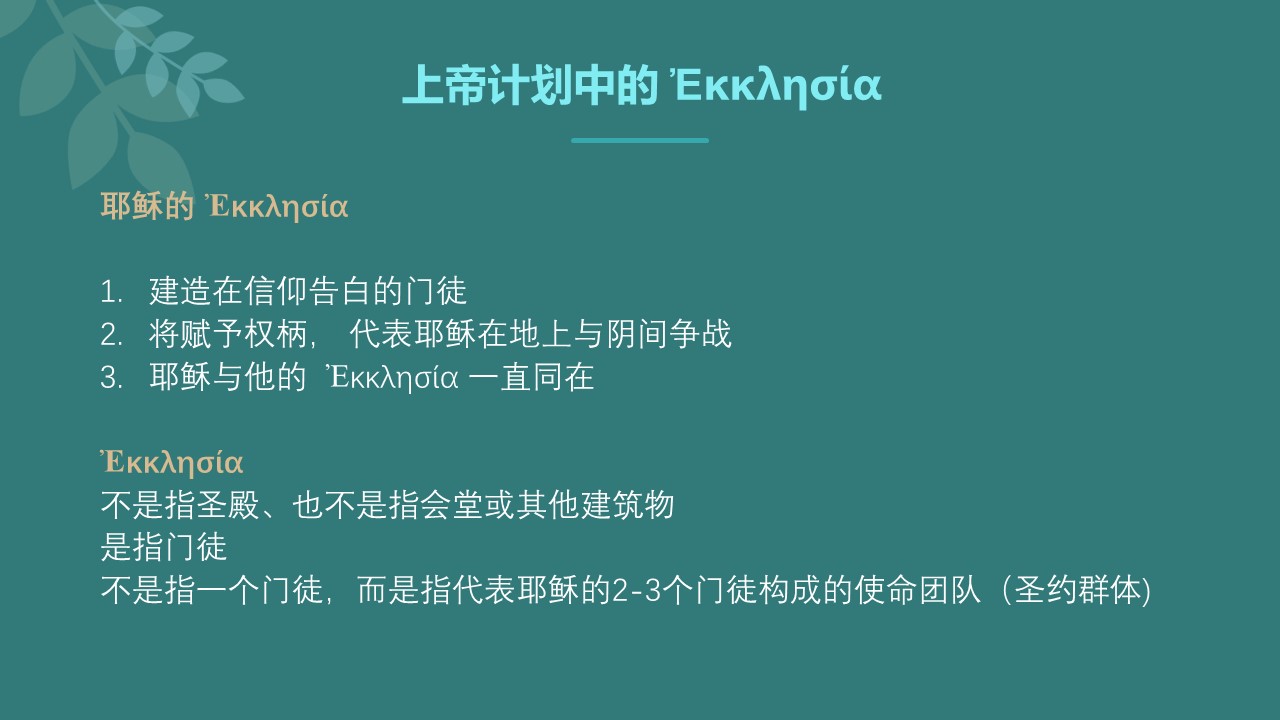 上帝计划中的 Ἐκκλησία
耶稣的 Ἐκκλησία
1. 建造在信仰告白的门徒
2. 将赋予权柄， 代表耶稣在地上与阴间争战
3. 耶稣与他的 Ἐκκλησία 一直同在
Ἐκκλησία
不是指圣殿、也不是指会堂或其他建筑物
是指门徒
不是指一个门徒，而是指代表耶稣的2-3个门徒构成的使命团队（圣约群体)